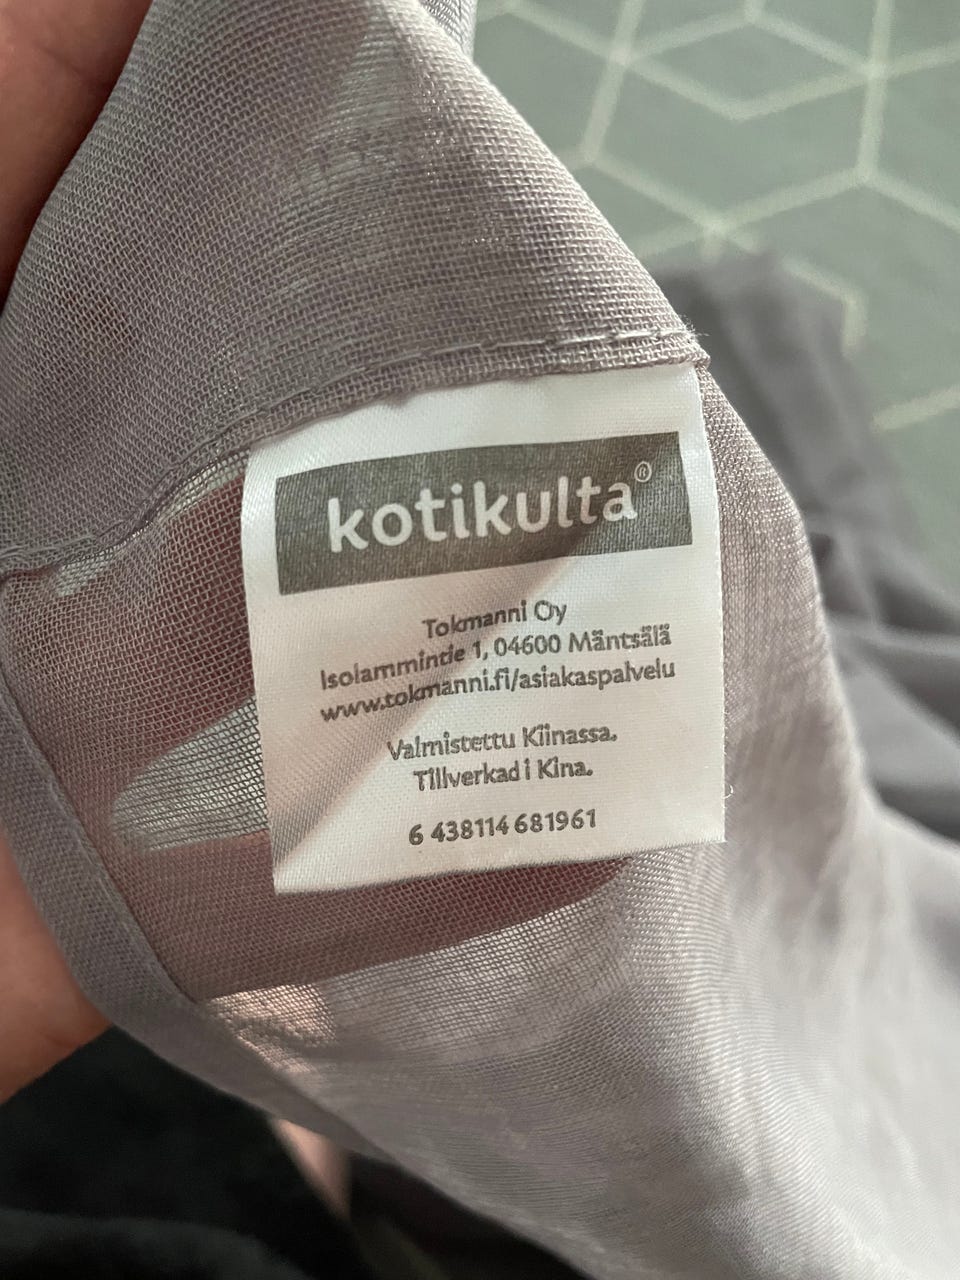 kotikulta®
Tokmanni Oy
Isolammintie 1, 04600 Mäntsälä
www.tokmanni.fi/asiakaspalvelu
Valmistettu Kiinassa.
Tillverkad i Kina.
6 438114 681961